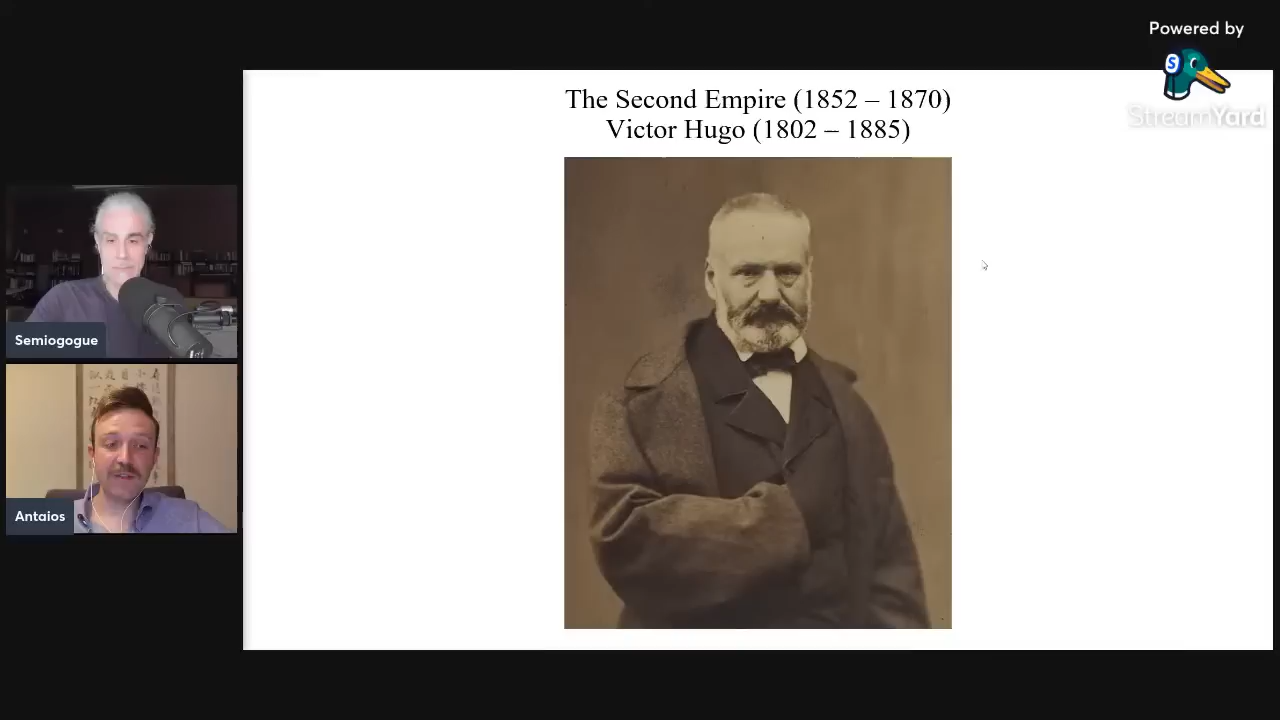 Powered by
S
StreamYard
The Second Empire (1852 – 1870)
Victor Hugo (1802 – 1885)
Semiogogue
Antaios